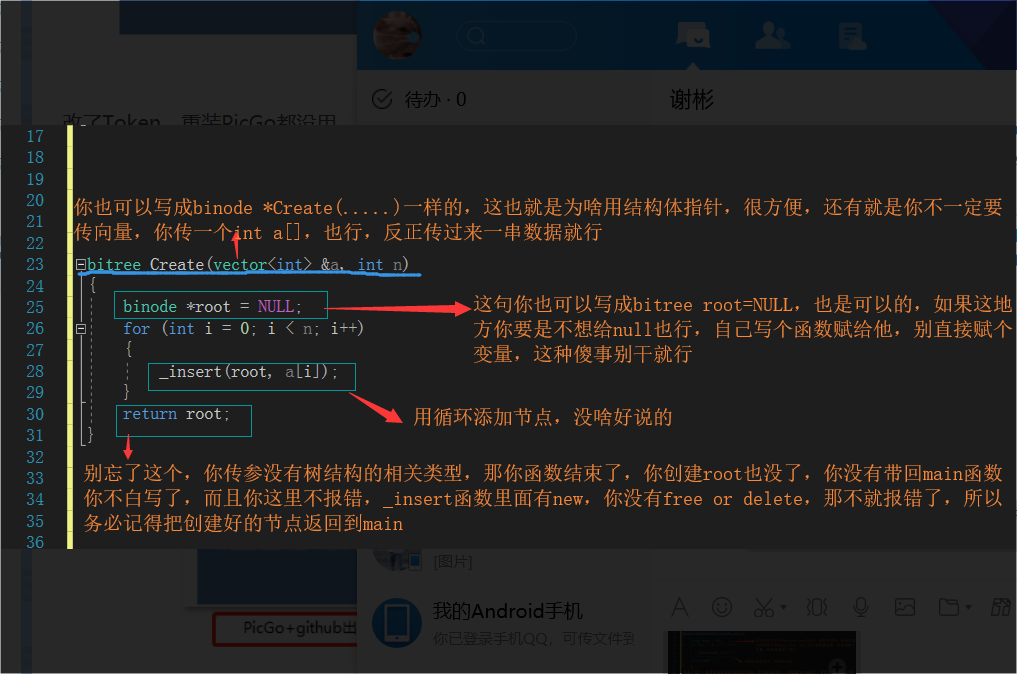 待办 · 0
谢彬
改了Token，重装PicGo都没用
17
18
19
20
你也可以写成binode *Create(.....)一样的，这也就是为啥用结构体指针，很方便，还有就是你不一定要
21
22
传向量，你传一个int a[]，也行，反正传过来一串数据就行
23 bitree Create(vector<int> &a, int n)
24 {
25 binode *root = NULL;
这句你也可以写成bitree root=NULL，也是可以的，如果这地
26 for (int i = 0; i < n; i++)
方你要是不想给null也行，自己写个函数赋给他，别直接赋个
27 {
变量，这种傻事别干就行
28 _insert(root, a[i]);
29 }
30 return root;
用循环添加节点，没啥好说的
31 }
32
33
别忘了这个，你传参没有树结构的相关类型，那你函数结束了，你创建root也没了，你没有带回main函数
34
你不白写了，而且你这里不报错，_insert函数里面有new，你没有free or delete，那不就报错了，所以
35
务必记得把创建好的节点返回到main
36
[图片]
我的Android手机
你已登录手机QQ，可传文件到
PicGo+github出